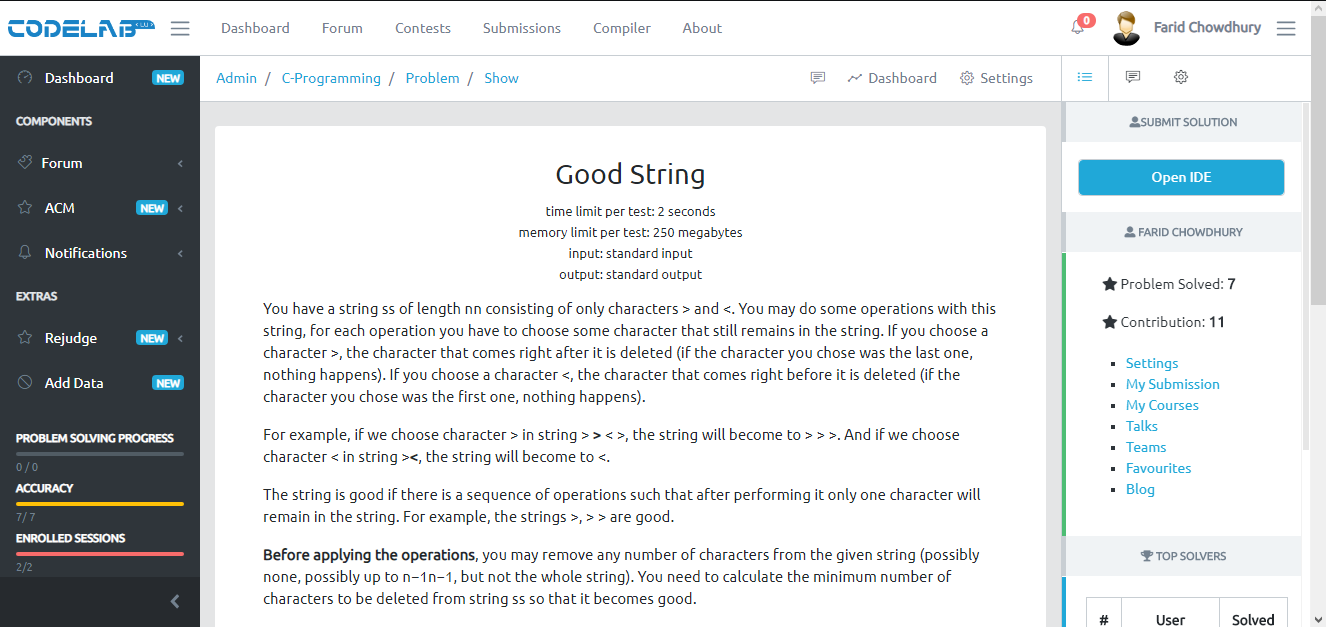 CODELAB < LU >
Dashboard Forum Contests Submissions Compiler About
0 Farid Chowdhury
Dashboard NEW
COMPONENTS
Forum
ACM NEW
Notifications
EXTRAS
Rejudge NEW
Add Data NEW
PROBLEM SOLVING PROGRESS
0 / 0
ACCURACY
7 / 7
ENROLLED SESSIONS
2/2
Admin / C-Programming / Problem / Show
Dashboard Settings
Good String
time limit per test: 2 seconds
memory limit per test: 250 megabytes
input: standard input
output: standard output
You have a string ss of length nn consisting of only characters > and <. You may do some operations with this
string, for each operation you have to choose some character that still remains in the string. If you choose a
character >, the character that comes right after it is deleted (if the character you chose was the last one,
nothing happens). If you choose a character <, the character that comes right before it is deleted (if the
character you chose was the first one, nothing happens).
For example, if we choose character > in string > > < >, the string will become to > > >. And if we choose
character < in string ><, the string will become to <.
The string is good if there is a sequence of operations such that after performing it only one character will
remain in the string. For example, the strings >, > > are good.
Before applying the operations, you may remove any number of characters from the given string (possibly
none, possibly up to n−1n−1, but not the whole string). You need to calculate the minimum number of
characters to be deleted from string ss so that it becomes good.
SUBMIT SOLUTION
Open IDE
FARID CHOWDHURY
Problem Solved: 7
Contribution: 11
Settings
My Submission
My Courses
Talks
Teams
Favourites
Blog
TOP SOLVERS
# User Solved